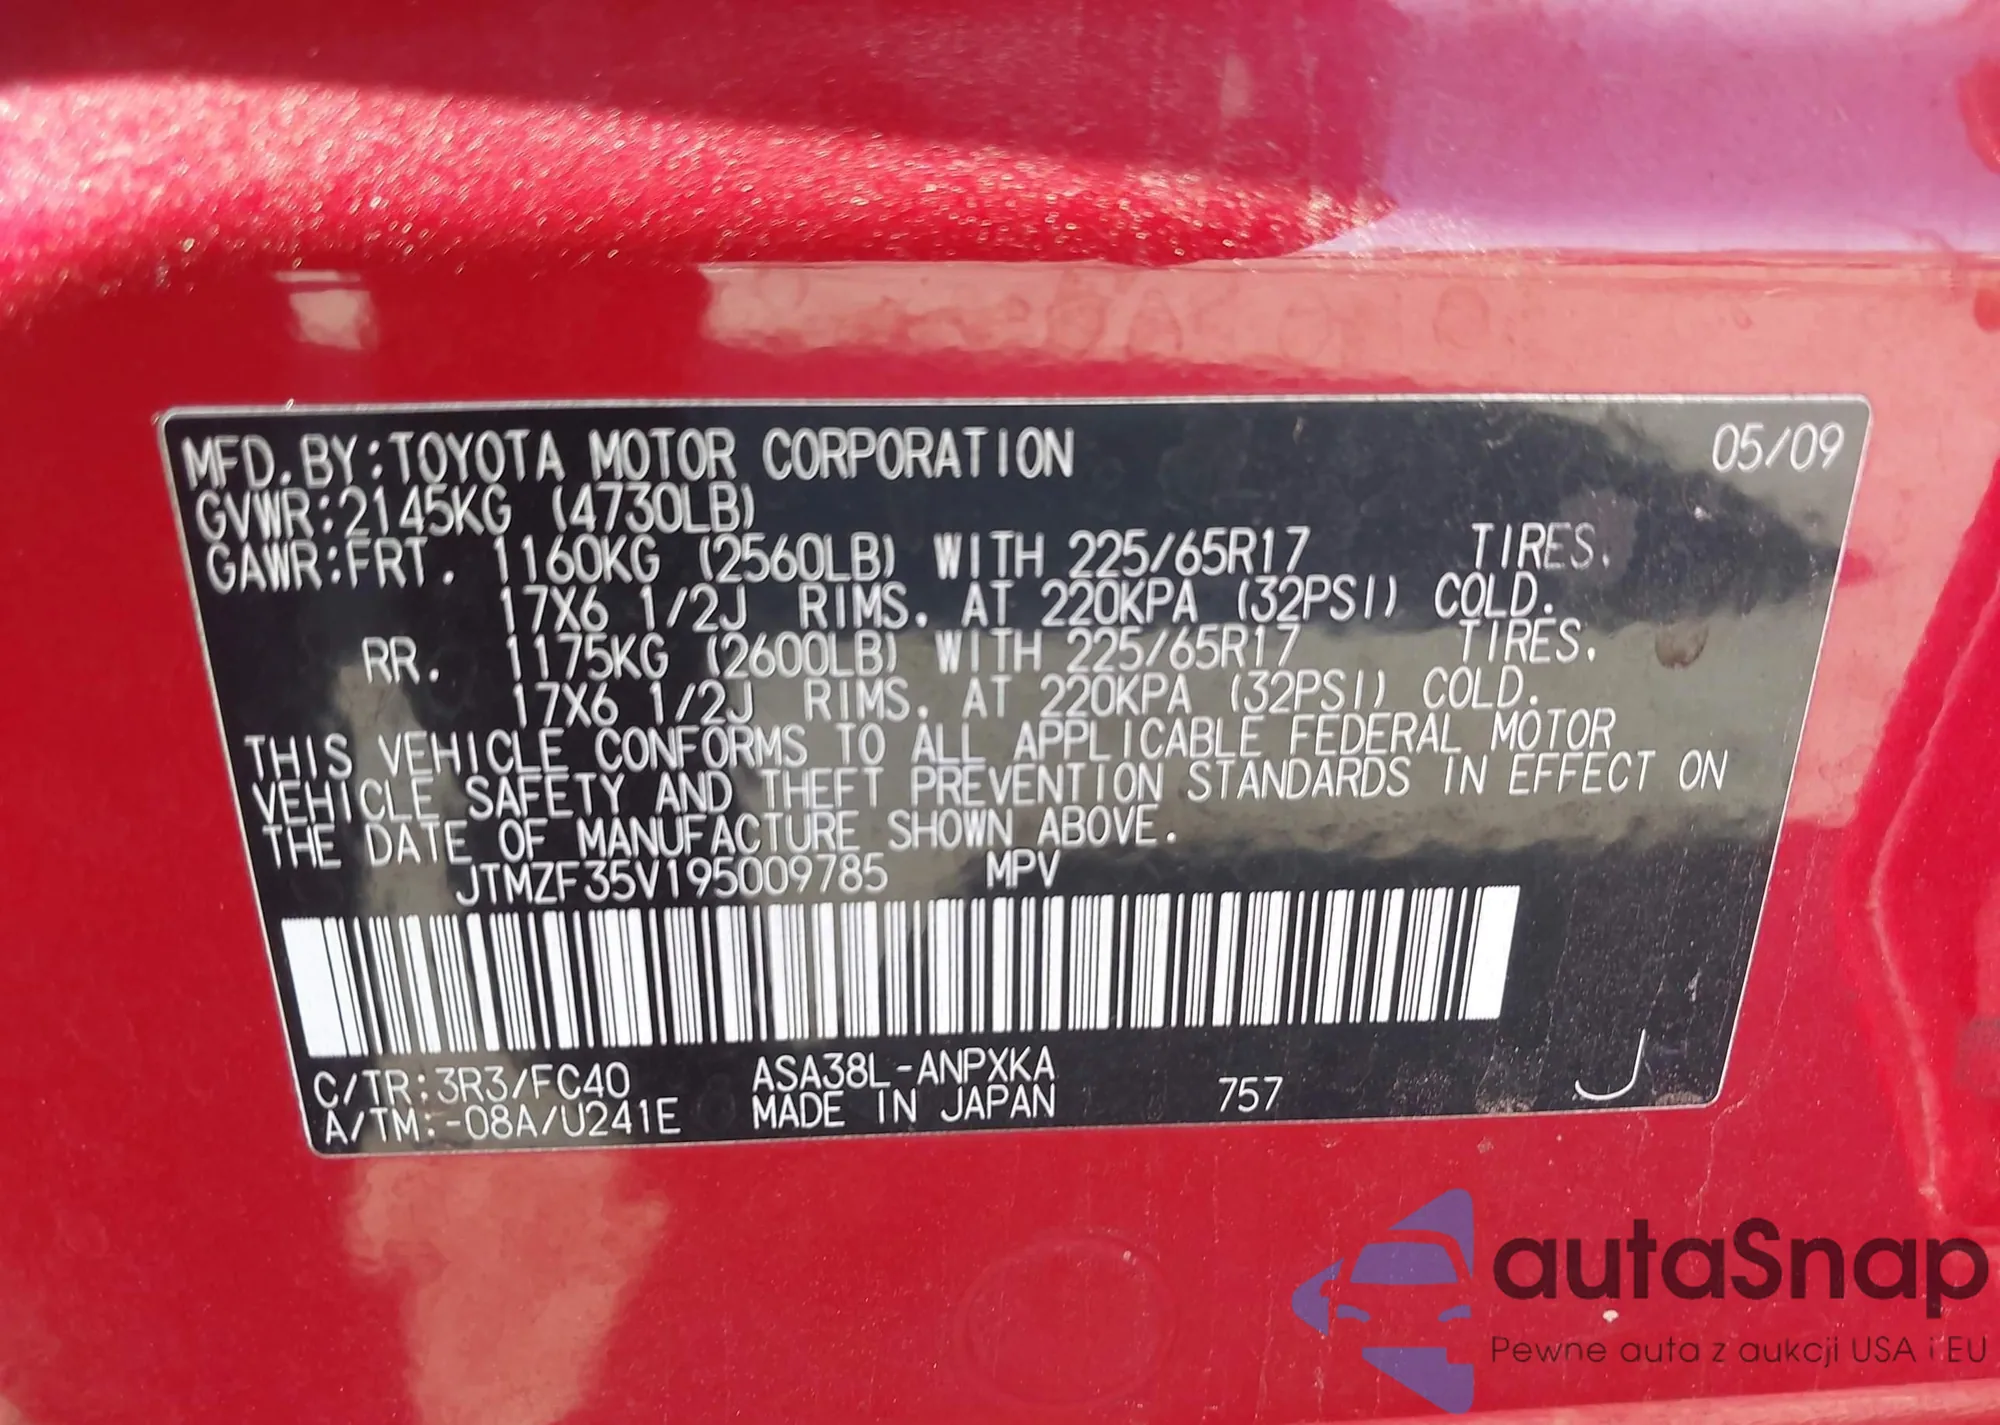 MFD. BY:TOYOTA MOTOR CORPORATION 05/09
GVWR:2145KG (4730LB)
GAWR:FRT. 1160KG (2560LB) WITH 225/65R17 TIRES.
17X6 1/2J RIMS. AT 220KPA (32PSI) COLD.
RR. 1175KG (2600LB) WITH 225/65R17 TIRES.
17X6 1/2J RIMS. AT 220KPA (32PSI) COLD.
THIS VEHICLE CONFORMS TO ALL APPLICABLE FEDERAL MOTOR
VEHICLE SAFETY AND THEFT PREVENTION STANDARDS IN EFFECT ON
THE DATE OF MANUFACTURE SHOWN ABOVE.
JTMZF35V195009785 MPV
C/TR:3R3/FC40 ASA38L-ANPXKA
A/TM:-08A/U241E MADE IN JAPAN 757 J
autaSnap
Pewne auta z aukcji USA i EU